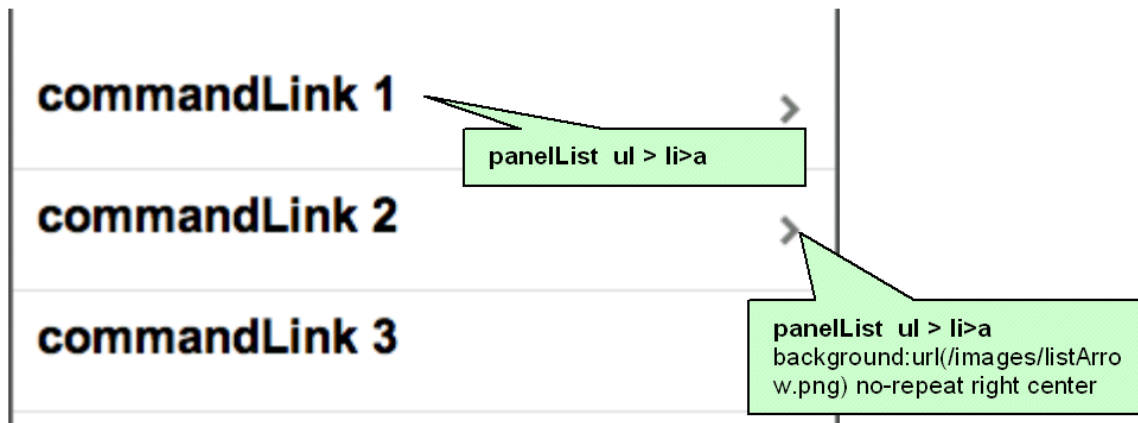 commandLink 1
panelList ul > li>a
commandLink 2
commandLink 3
panelList ul > li>a
background:url(/images/listArro
w.png) no-repeat right center